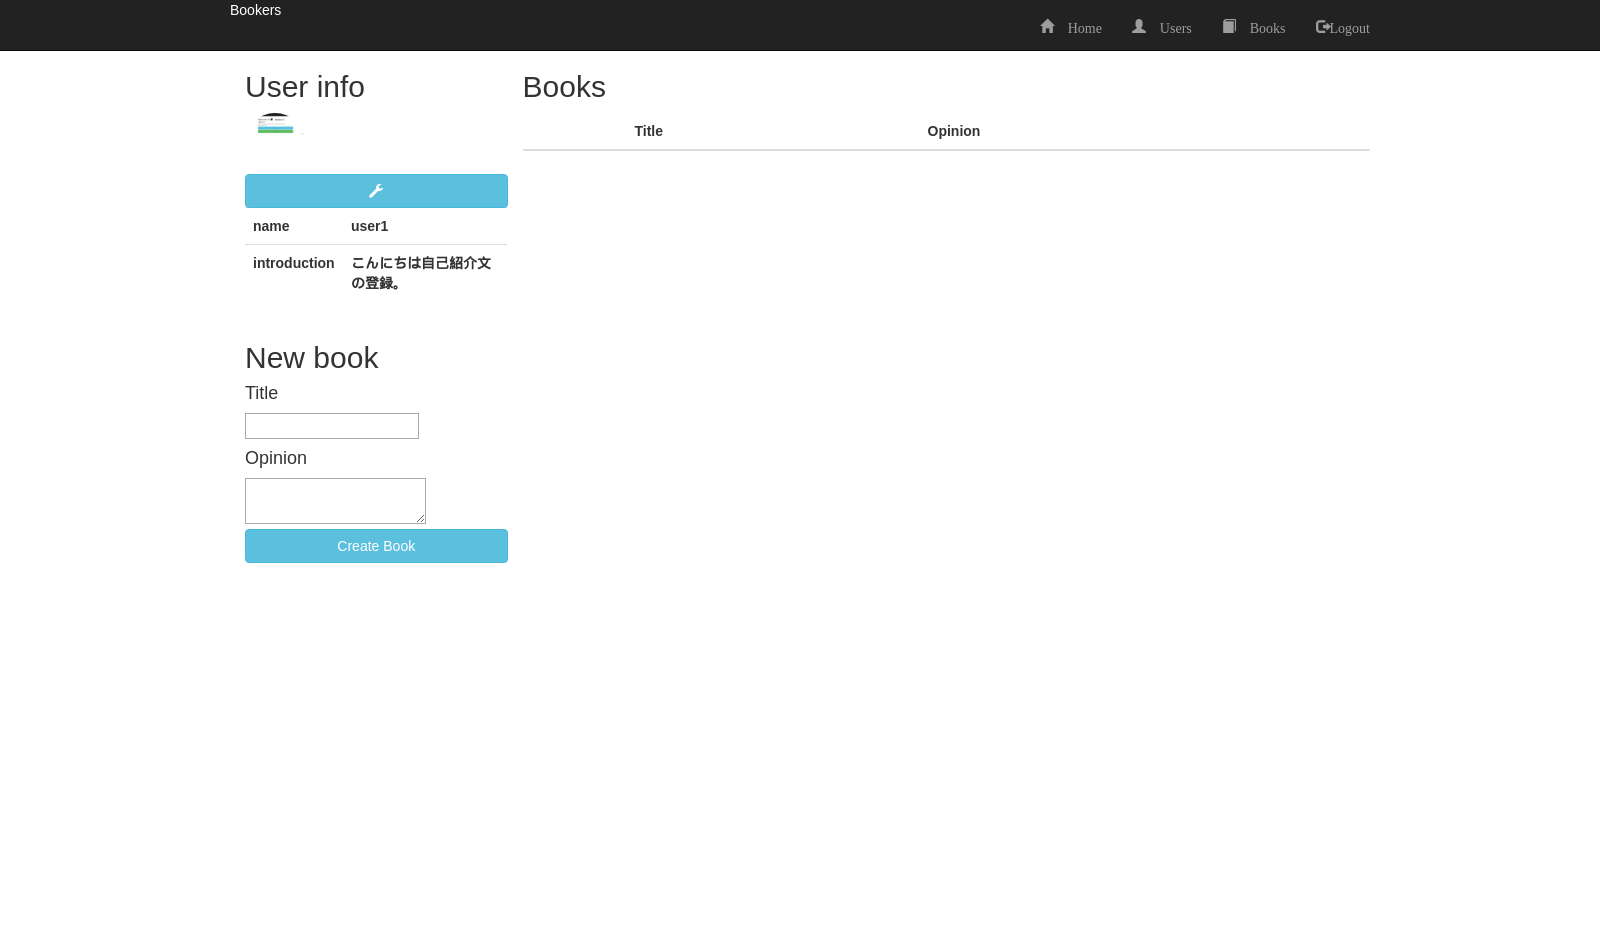 Bookers
Home Users Books Logout
User info
name user1
introduction こんにちは自己紹介文
の登録。
New book
Title
Opinion
Create Book
Books
Title Opinion